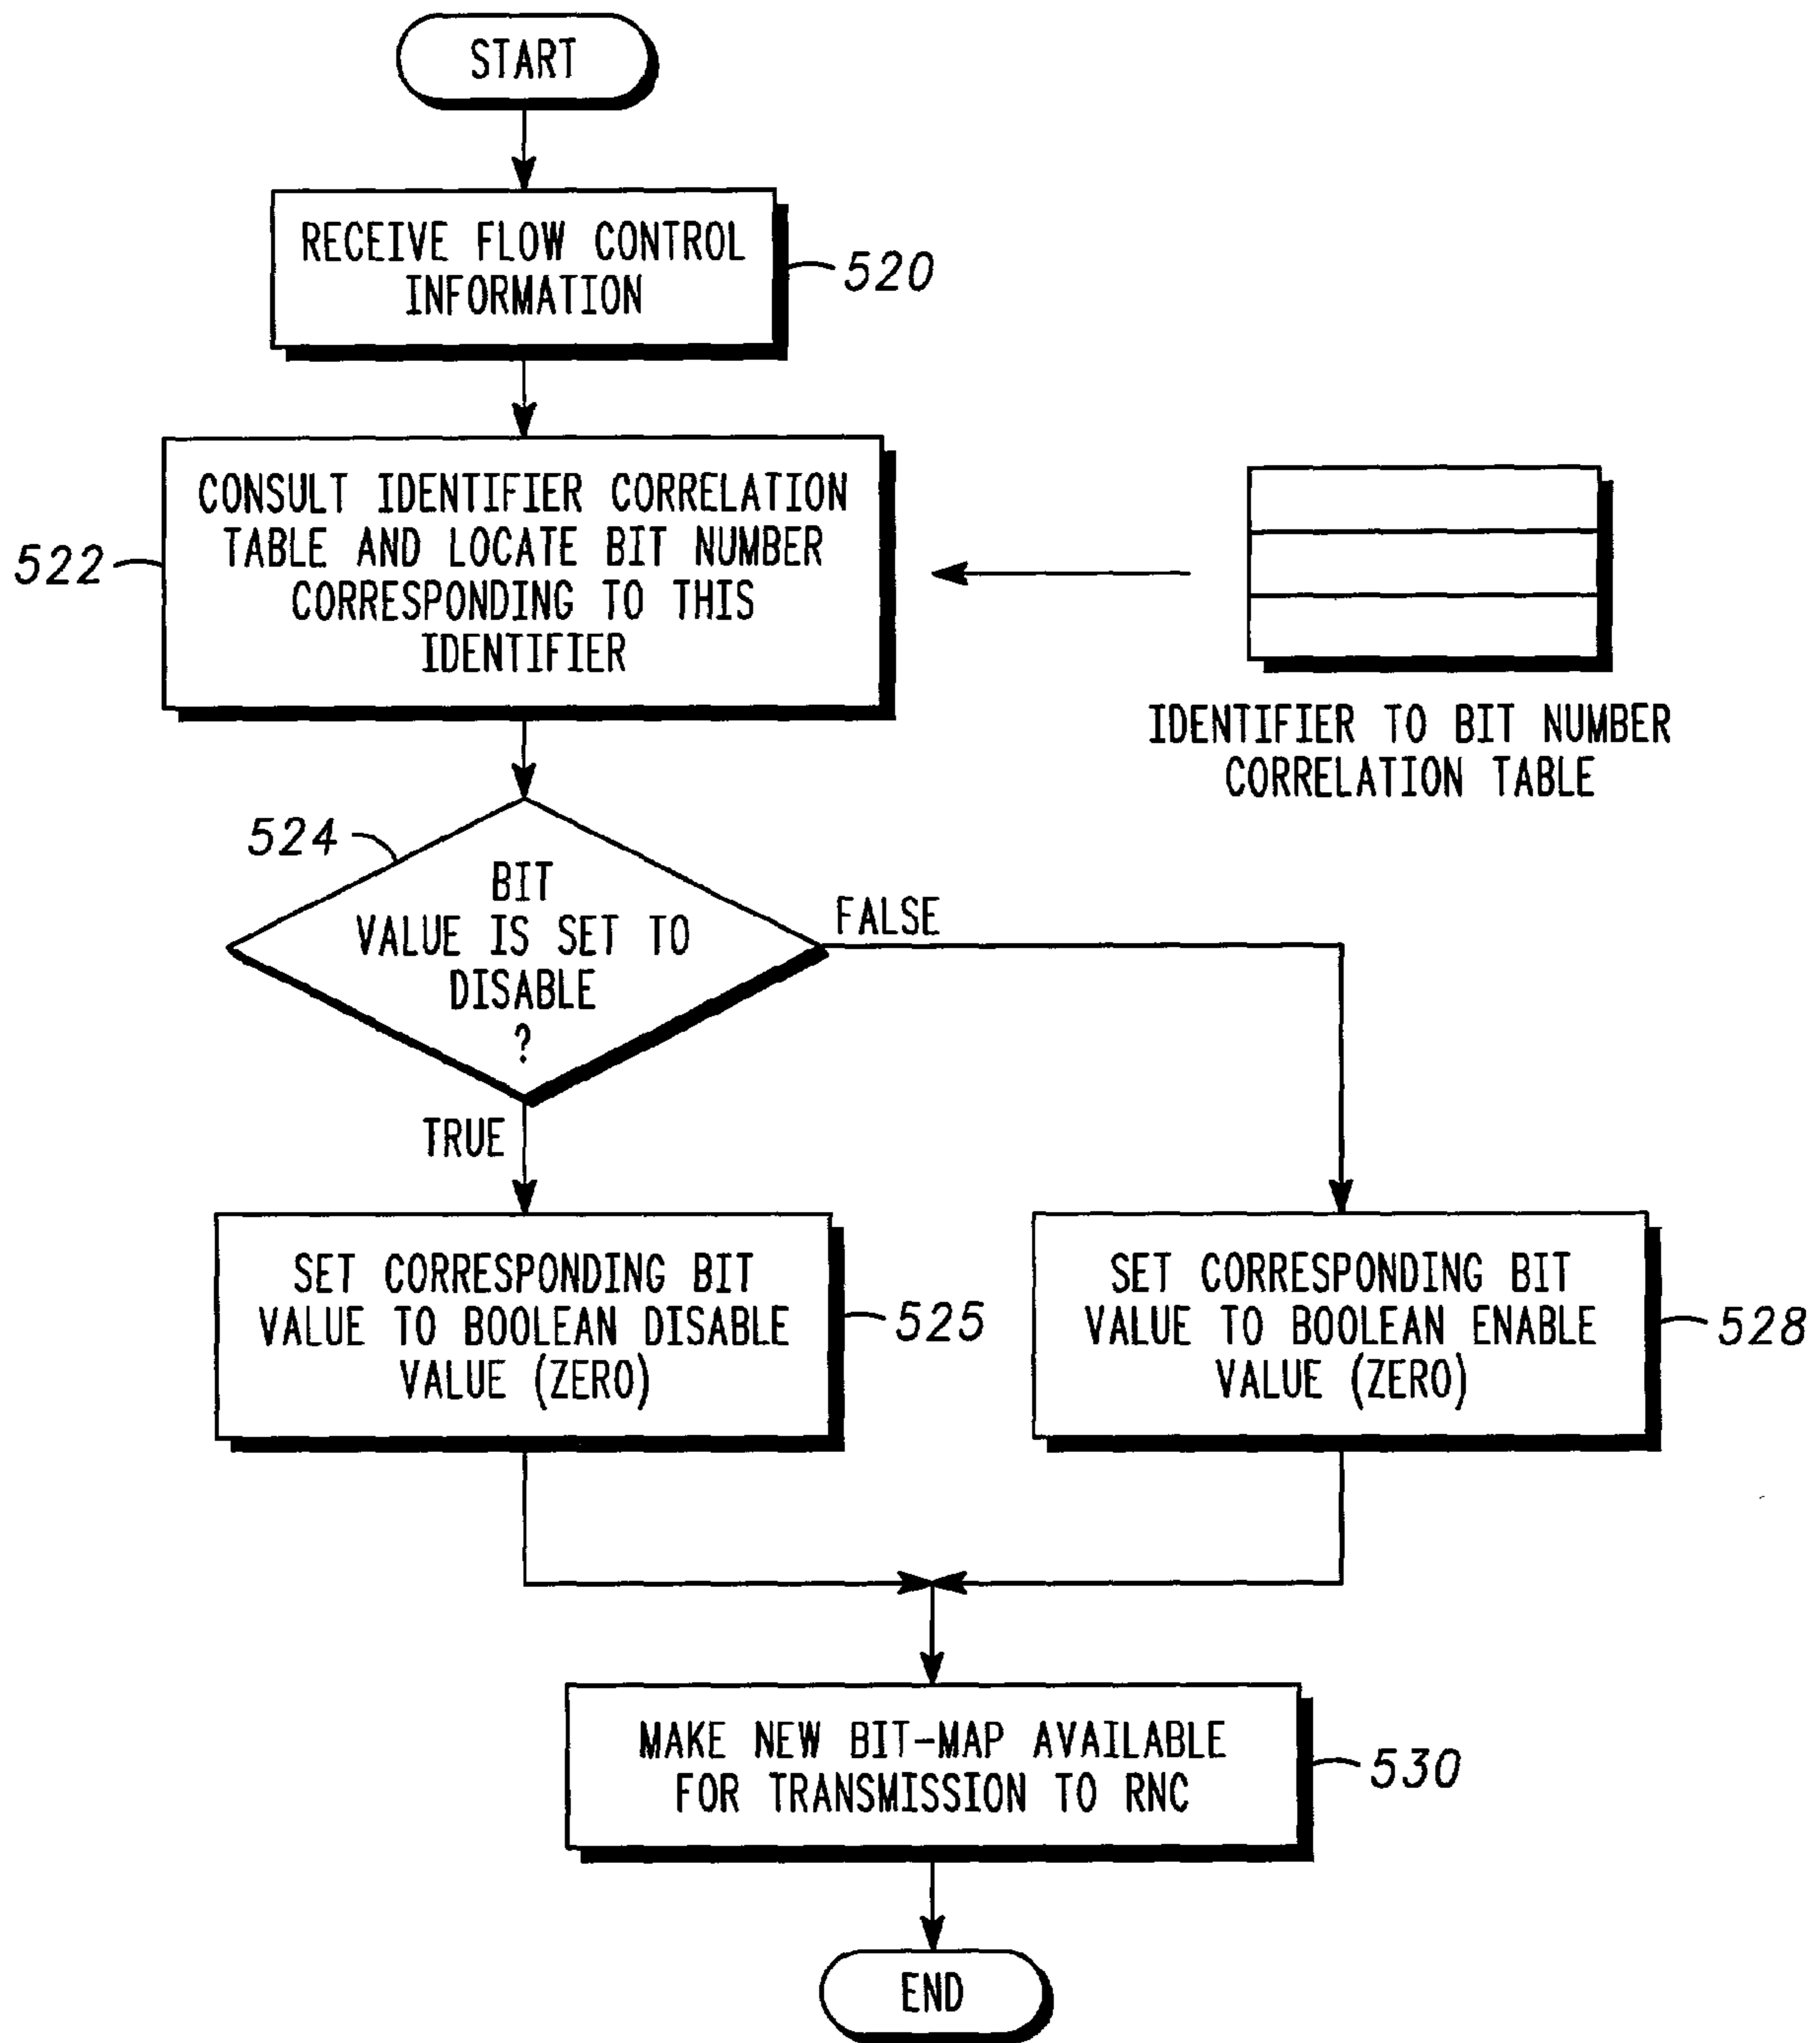 START
RECEIVE FLOW CONTROL
INFORMATION
520
CONSULT IDENTIFIER CORRELATION
TABLE AND LOCATE BIT NUMBER
CORRESPONDING TO THIS
IDENTIFIER
522
IDENTIFIER TO BIT NUMBER
CORRELATION TABLE
524
BIT
VALUE IS SET TO
DISABLE
?
FALSE
TRUE
SET CORRESPONDING BIT
VALUE TO BOOLEAN DISABLE
VALUE (ZERO)
525
SET CORRESPONDING BIT
VALUE TO BOOLEAN ENABLE
VALUE (ZERO)
528
MAKE NEW BIT-MAP AVAILABLE
FOR TRANSMISSION TO RNC
530
END